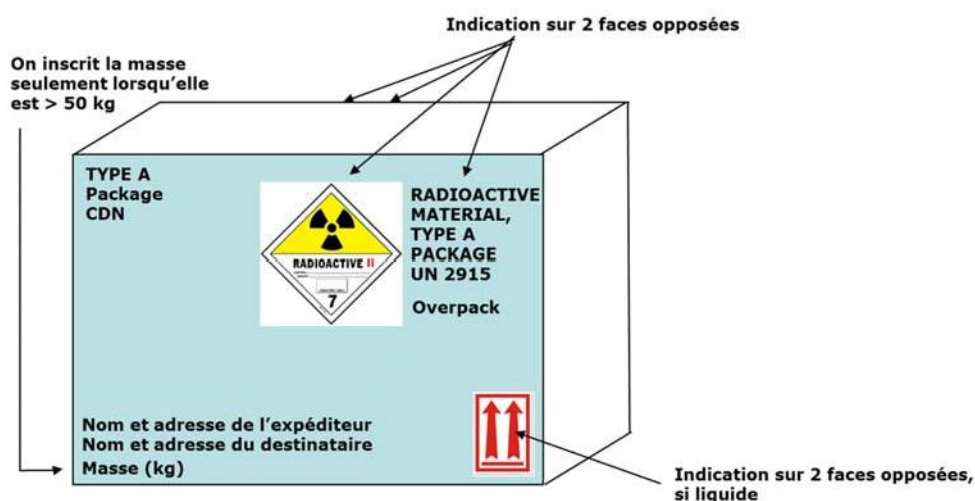 Indication sur 2 faces opposées
On inscrit la masse
seulement lorsqu'elle
est > 50 kg
TYPE A
Package
CDN
RADIOACTIVE II
7
RADIOACTIVE
MATERIAL,
TYPE A
PACKAGE
UN 2915
Overpack
Nom et adresse de l'expéditeur
Nom et adresse du destinataire
Masse (kg)
Indication sur 2 faces opposées,
si liquide